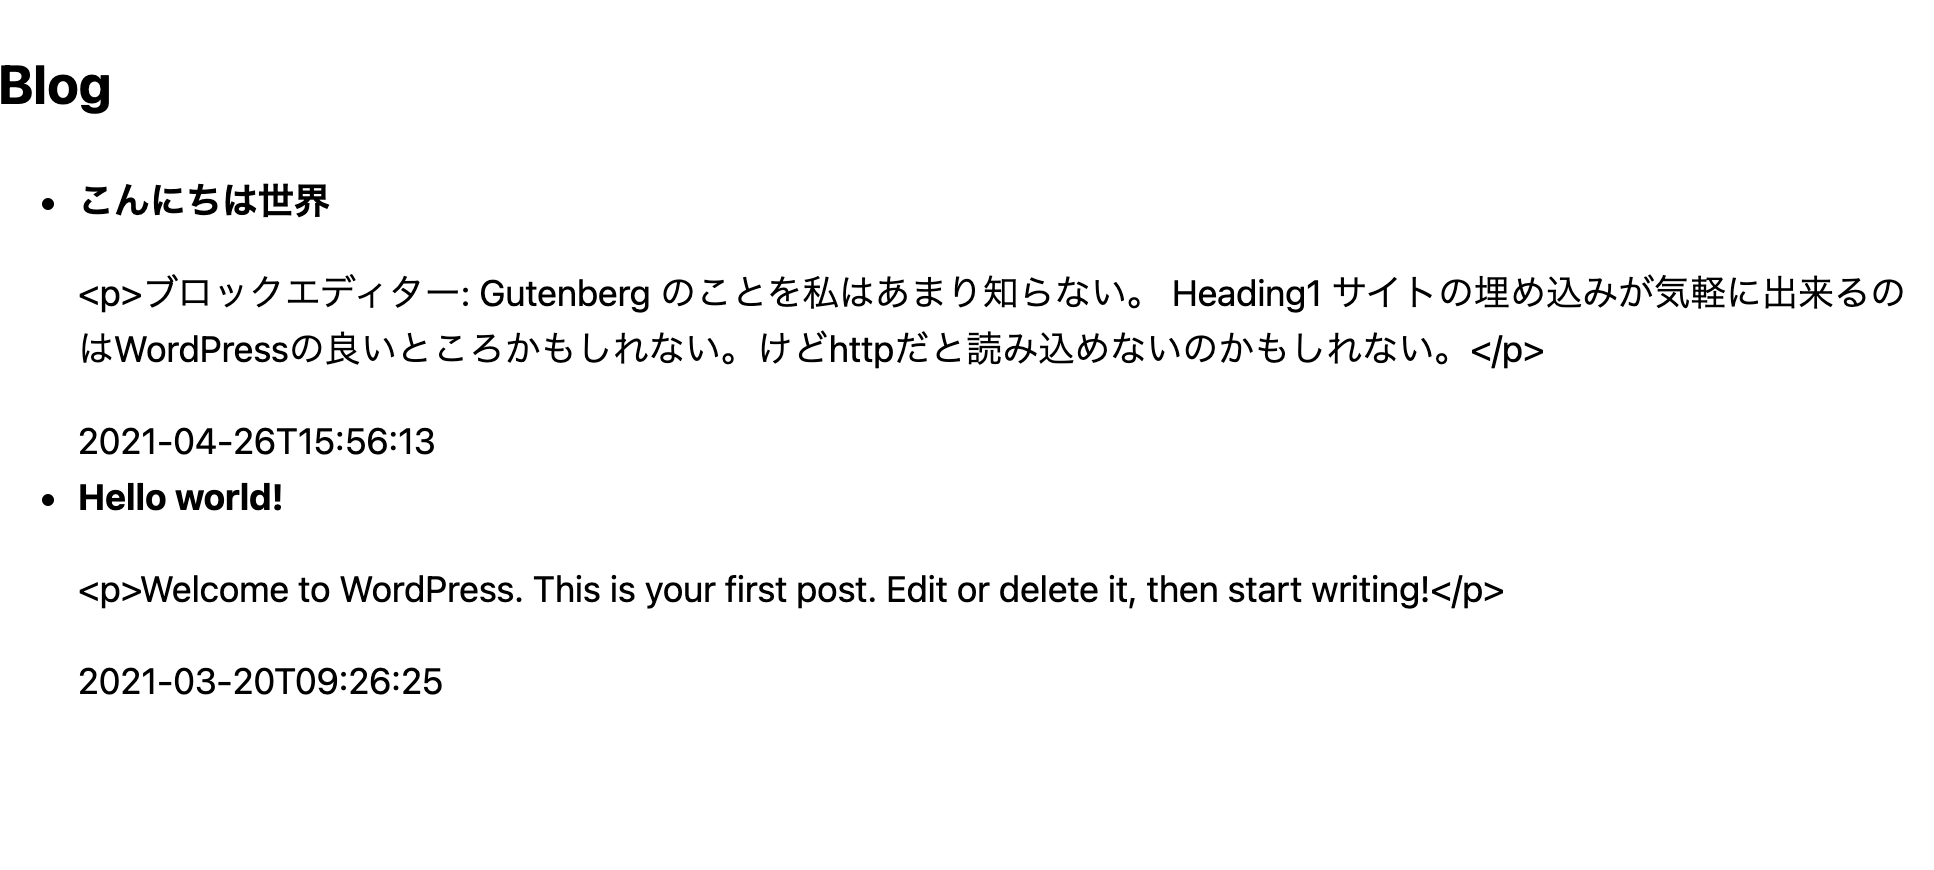 Blog
こんにちは世界
<p>ブロックエディター: Gutenberg のことを私はあまり知らない。 Heading1 サイトの埋め込みが気軽に出来るの
はWordPressの良いところかもしれない。けどhttpだと読み込めないのかもしれない。</p>
2021-04-26T15:56:13
Hello world!
<p>Welcome to WordPress. This is your first post. Edit or delete it, then start writing!</p>
2021-03-20T09:26:25